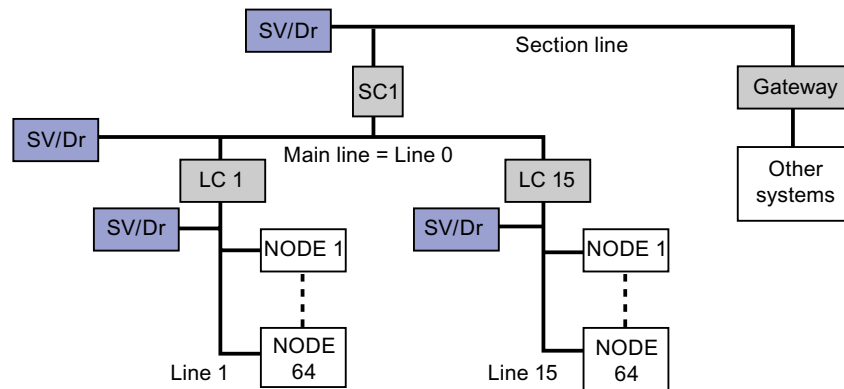 SV/Dr
Section line
SC1
Gateway
SV/Dr
Main line = Line 0
Other
systems
LC 1
LC 15
SV/Dr
SV/Dr
NODE 1
NODE 1
NODE
64
NODE
64
Line 1
Line 15